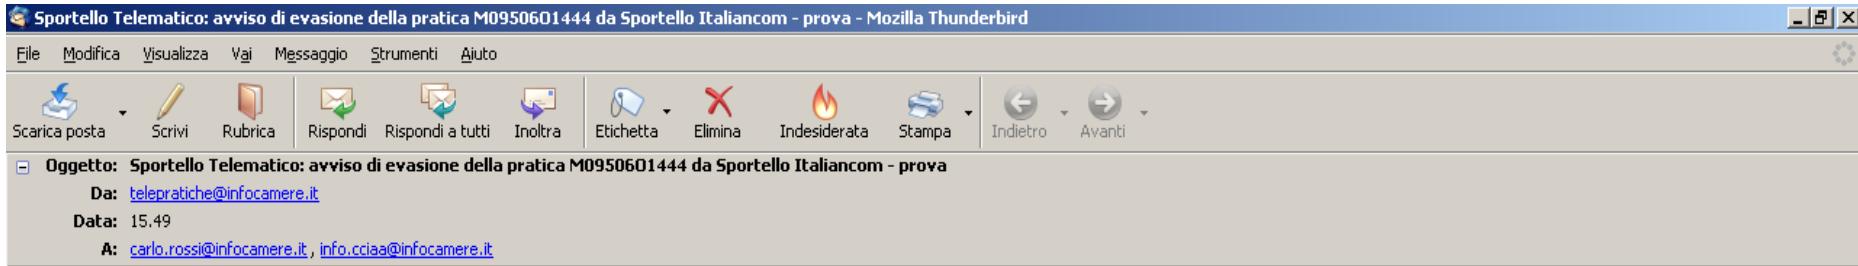 Sportello Telematico: avviso di evasione della pratica M0950601444 da Sportello Italiancom - prova - Mozilla Thunderbird
File Modifica Visualizza Vai Messaggio Strumenti Aiuto
Scarica posta Scrivi Rubrica Rispondi Rispondi a tutti Inoltra Etichetta Elimina Indesiderata Stampa Indietro Avanti
Oggetto: Sportello Telematico: avviso di evasione della pratica M0950601444 da Sportello Italiancom - prova
Da: telepratiche@infocamere.it
Data: 15.49
A: carlo.rossi@infocamere.it , info.cciaa@infocamere.it